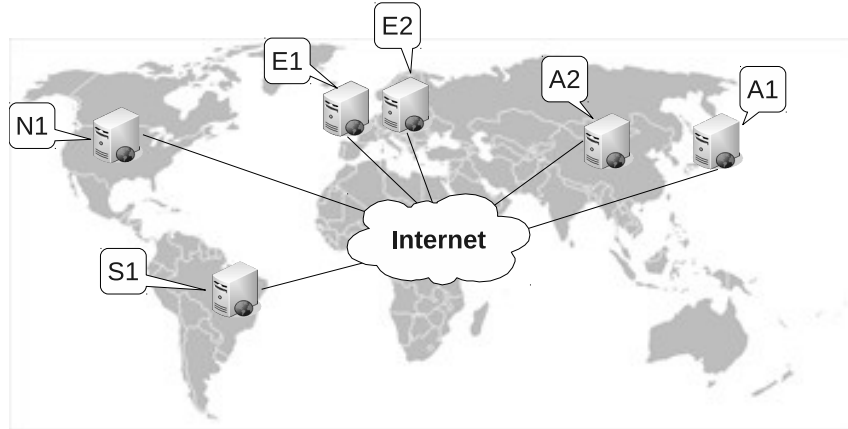 E2
E1
A2
A1
N1
Internet
S1